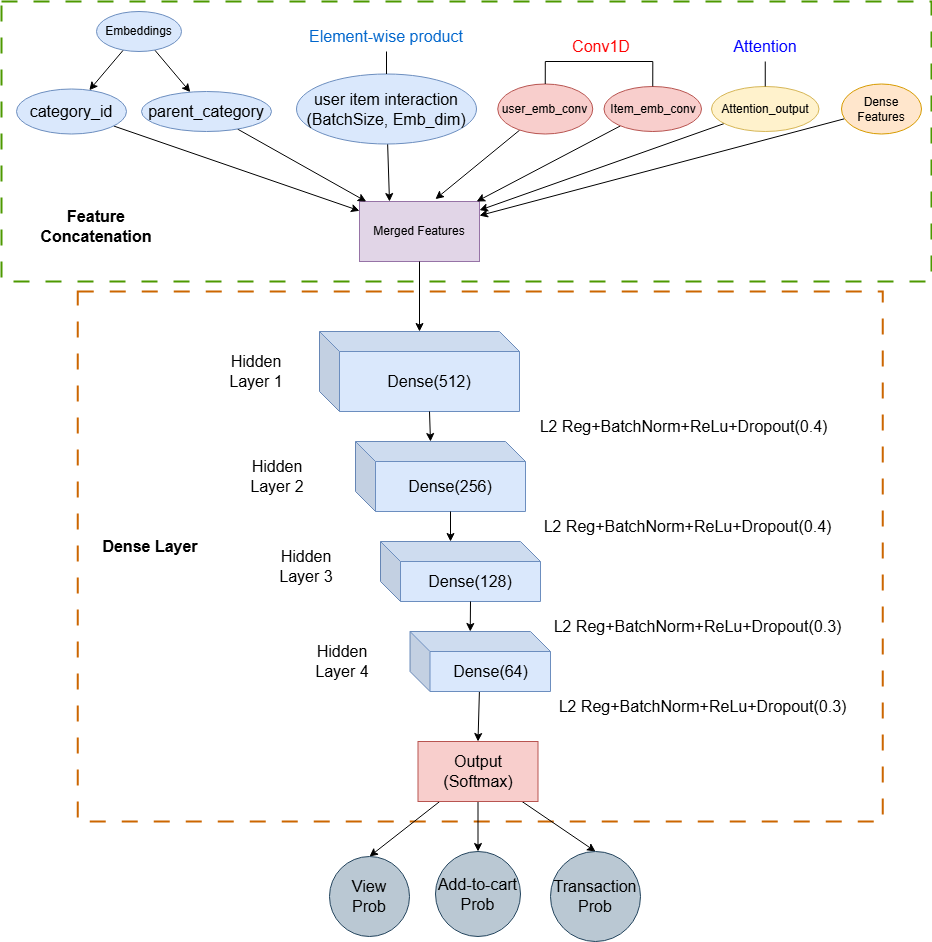 Embeddings
Element-wise product
Conv1D
Attention
category_id
parent_category
user item interaction
(BatchSize, Emb_dim)
user_emb_conv
Item_emb_conv
Attention_output
Dense
Features
Feature
Concatenation
Merged Features
Hidden
Layer 1
Dense(512)
L2 Reg+BatchNorm+ReLu+Dropout(0.4)
Hidden
Layer 2
Dense(256)
L2 Reg+BatchNorm+ReLu+Dropout(0.4)
Dense Layer
Hidden
Layer 3
Dense(128)
L2 Reg+BatchNorm+ReLu+Dropout(0.3)
Hidden
Layer 4
Dense(64)
L2 Reg+BatchNorm+ReLu+Dropout(0.3)
Output
(Softmax)
View
Prob
Add-to-cart
Prob
Transaction
Prob